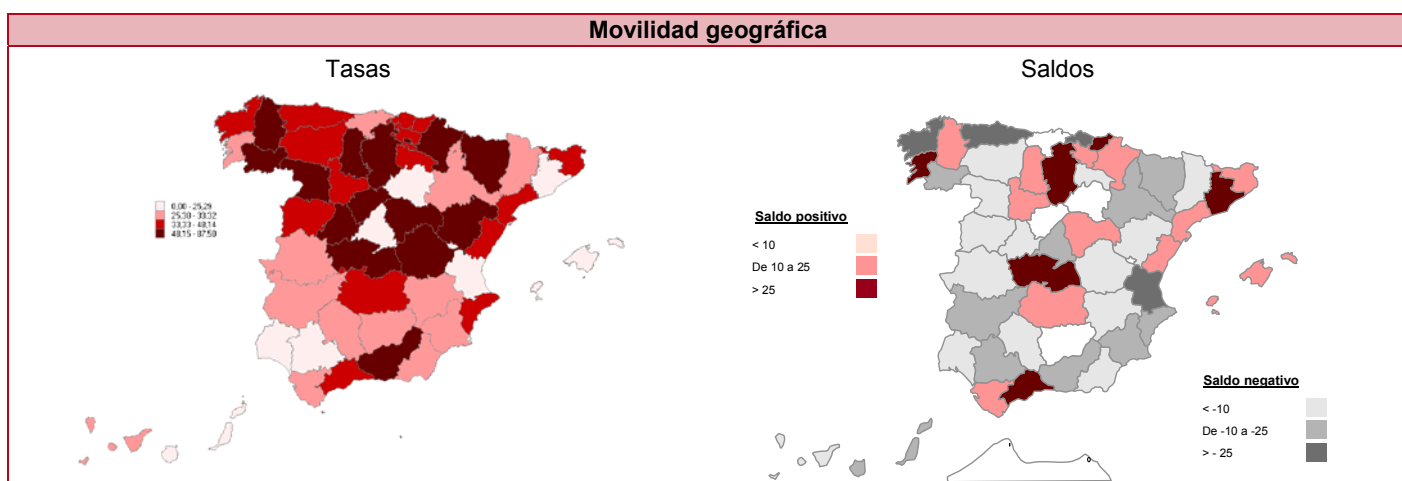 Movilidad geográfica
Tasas
0,00 - 25,29
25,30 - 33,32
33,33 - 48,14
48,15 - 87,50
Saldos
Saldo positivo
< 10
De 10 a 25
> 25
Saldo negativo
< -10
De -10 a -25
> - 25